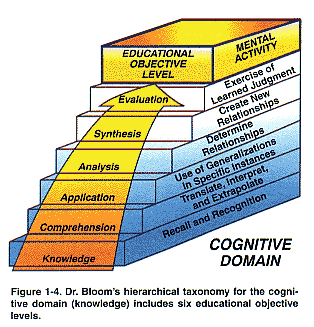 EDUCATIONAL
OBJECTIVE
LEVEL
MENTAL
ACTIVITY
Evaluation
Exercise of
Learned Judgment
Synthesis
Create New
Relationships
Analysis
Determine
Relationships
Application
Use of Generalizations
in Specific Instances
Comprehension
Translate, Interpret,
and Extrapolate
Knowledge
Recall and Recognition
COGNITIVE
DOMAIN
Figure 1-4. Dr. Bloom's hierarchical taxonomy for the cogni-
tive domain (knowledge) includes six educational objective
levels.